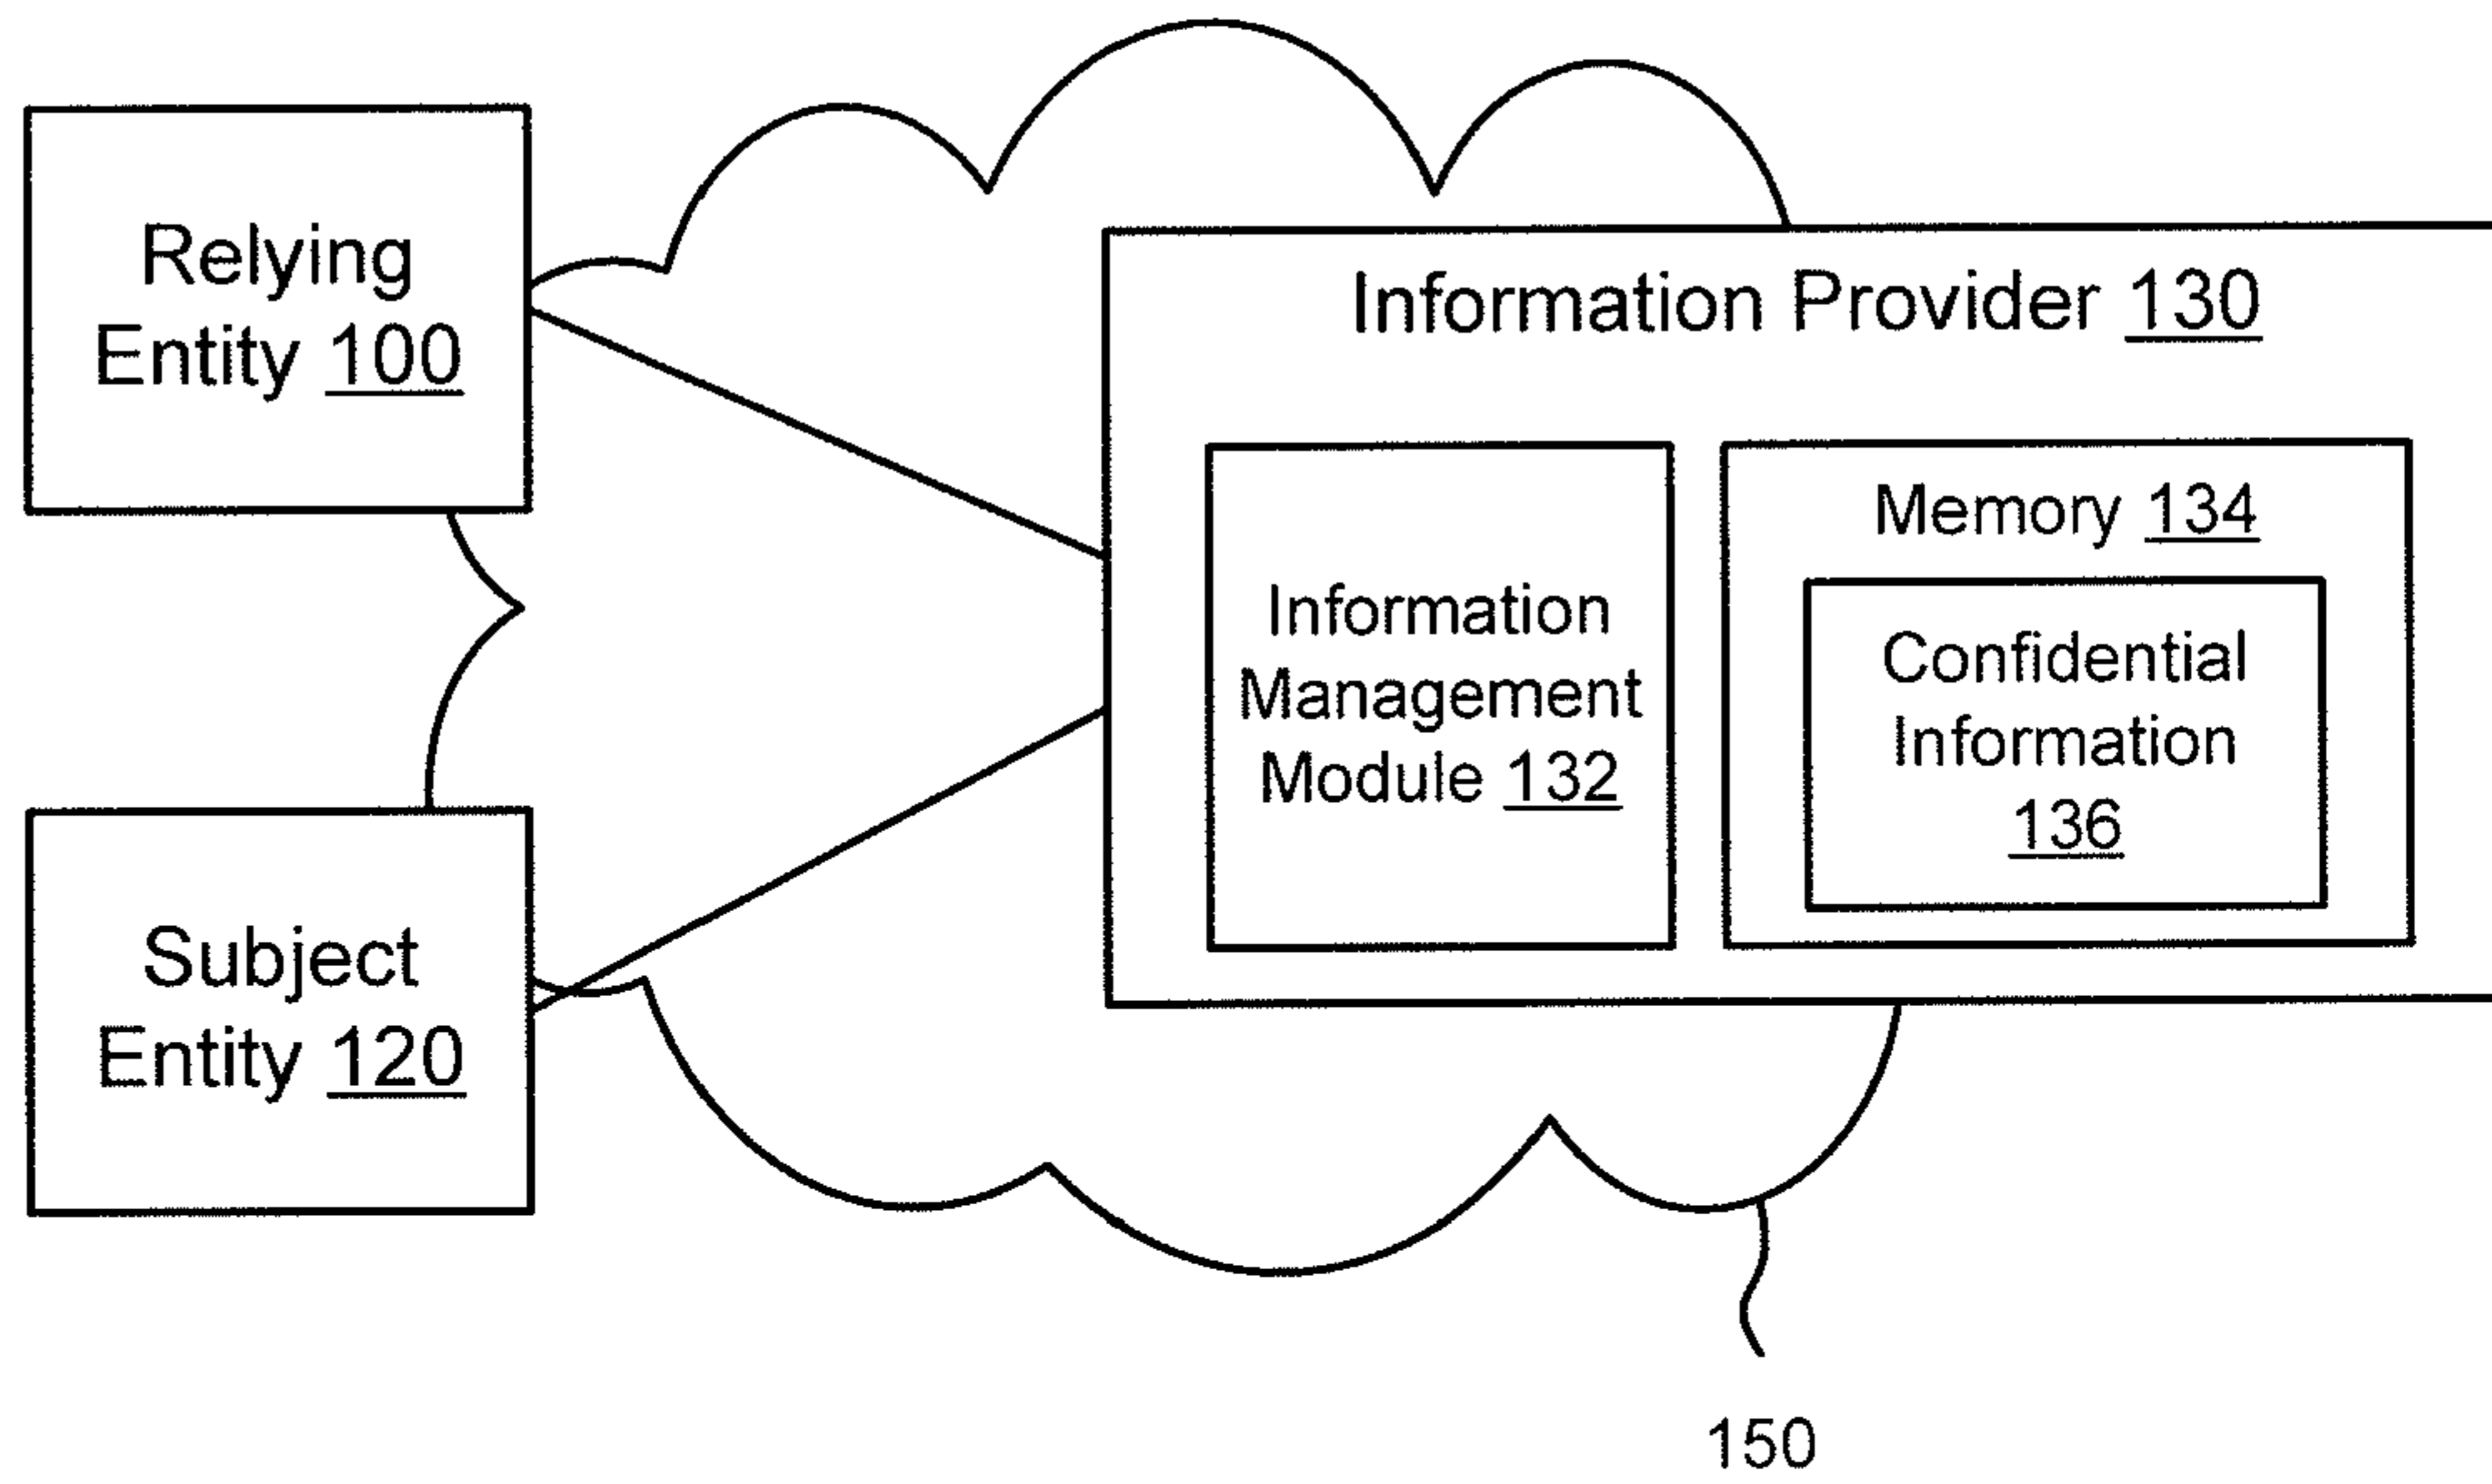 Relying
Entity 100
Information Provider 130
Memory 134
Information
Management
Module 132
Confidential
Information
136
Subject
Entity 120
150